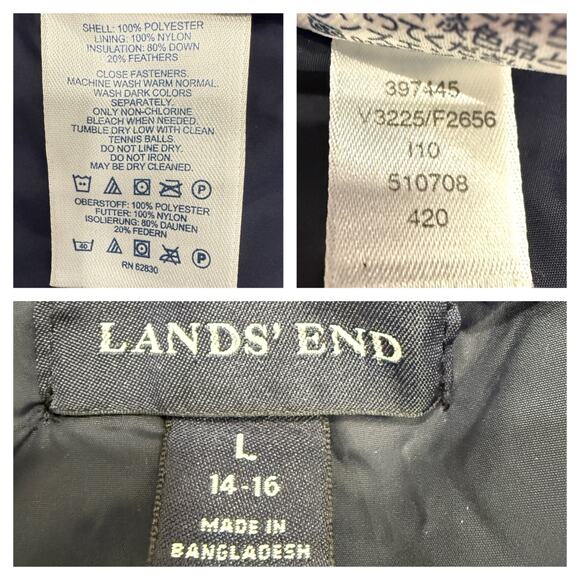 SHELL: 100% POLYESTER
LINING: 100% NYLON
INSULATION: 80% DOWN
20% FEATHERS
CLOSE FASTENERS.
MACHINE WASH WARM NORMAL.
WASH DARK COLORS
SEPARATELY.
ONLY NON-CHLORINE
BLEACH WHEN NEEDED.
TUMBLE DRY LOW WITH CLEAN
TENNIS BALLS.
DO NOT LINE DRY.
DO NOT IRON.
MAY BE DRY CLEANED.
P
OBERSTOFF: 100% POLYESTER
FUTTER: 100% NYLON
ISOLIERUNG: 80% DAUNEN
20% FEDERN
40 P
RN 62830
397445
V3225/F2656
I10
510708
420
LANDS' END
L
14-16
MADE IN
BANGLADESH